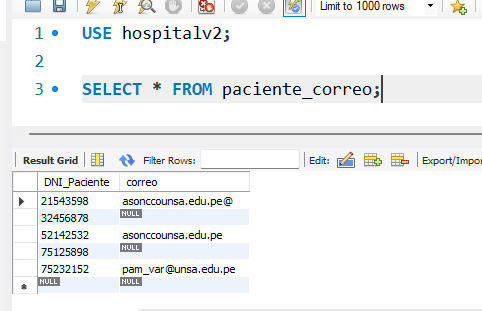 Limit to 1000 rows
1 USE hospitalv2;
2
3 SELECT * FROM paciente_correo;
Result Grid Filter Rows: Edit: Export/Impor
DNI_Paciente correo
21543598 asonccounsa.edu.pe@
32456878 NULL
52142532 asonccounsa.edu.pe
75125898 NULL
75232152 pam_var@unsa.edu.pe
NULL NULL